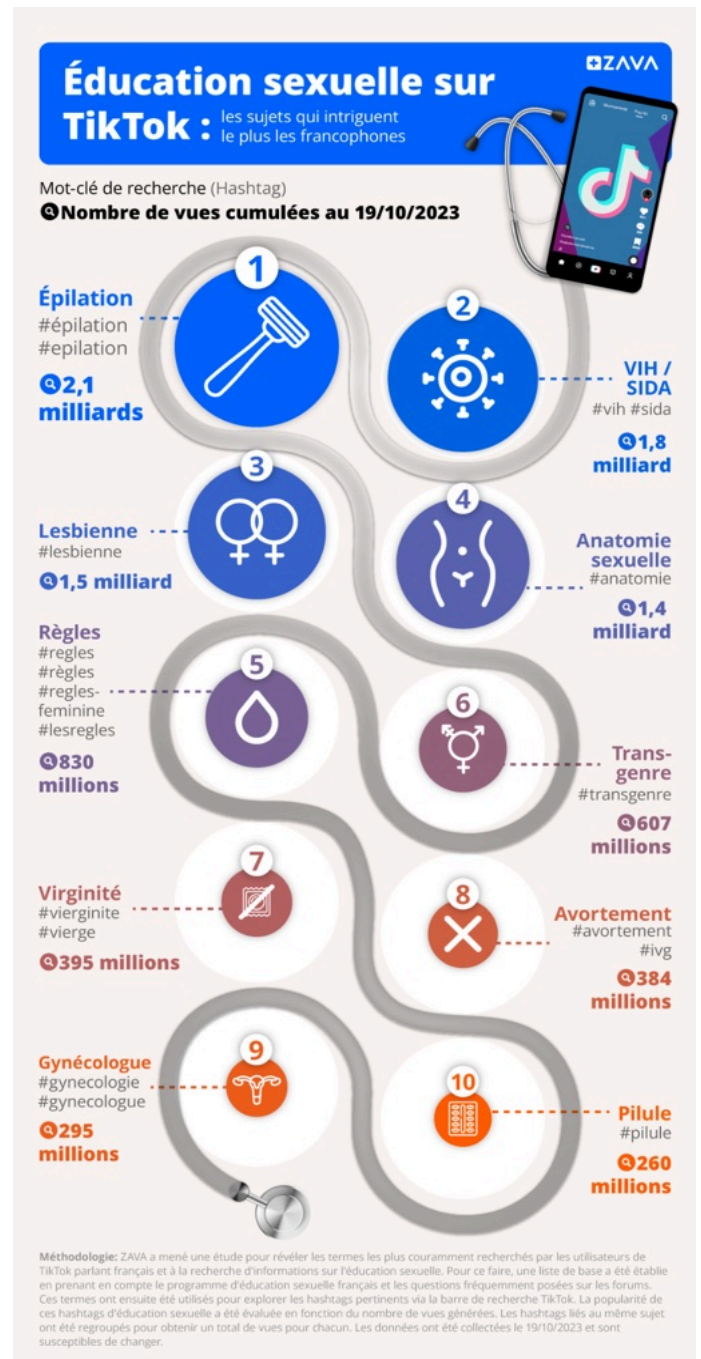 Éducation sexuelle sur
TikTok : les sujets qui intriguent
le plus les francophones
ZAVA
Mot-clé de recherche (Hashtag)
Nombre de vues cumulées au 19/10/2023
1
Épilation
#épilation
#epilation
2,1
milliards
2
VIH /
SIDA
#vih #sida
1,8
milliard
3
Lesbienne
#lesbienne
1,5 milliard
4
Anatomie
sexuelle
#anatomie
1,4
milliard
5
Règles
#regles
#règles
#regles-
feminine
#lesregles
830
millions
6
Trans-
genre
#transgenre
607
millions
7
Virginité
#vierginite
#vierge
395 millions
8
Avortement
#avortement
#ivg
384
millions
9
Gynécologue
#gynecologie
#gynecologue
295
millions
10
Pilule
#pilule
260
millions
Méthodologie: ZAVA a mené une étude pour révéler les termes les plus couramment recherchés par les utilisateurs de
TikTok parlant français et à la recherche d'informations sur l'éducation sexuelle. Pour ce faire, une liste de base a été établie
en prenant en compte le programme d'éducation sexuelle français et les questions fréquemment posées sur les forums.
Ces termes ont ensuite été utilisés pour explorer les hashtags pertinents via la barre de recherche TikTok. La popularité de
ces hashtags d'éducation sexuelle a été évaluée en fonction du nombre de vues générées. Les hashtags liés au même sujet
ont été regroupés pour obtenir un total de vues pour chacun. Les données ont été collectées le 19/10/2023 et sont
susceptibles de changer.